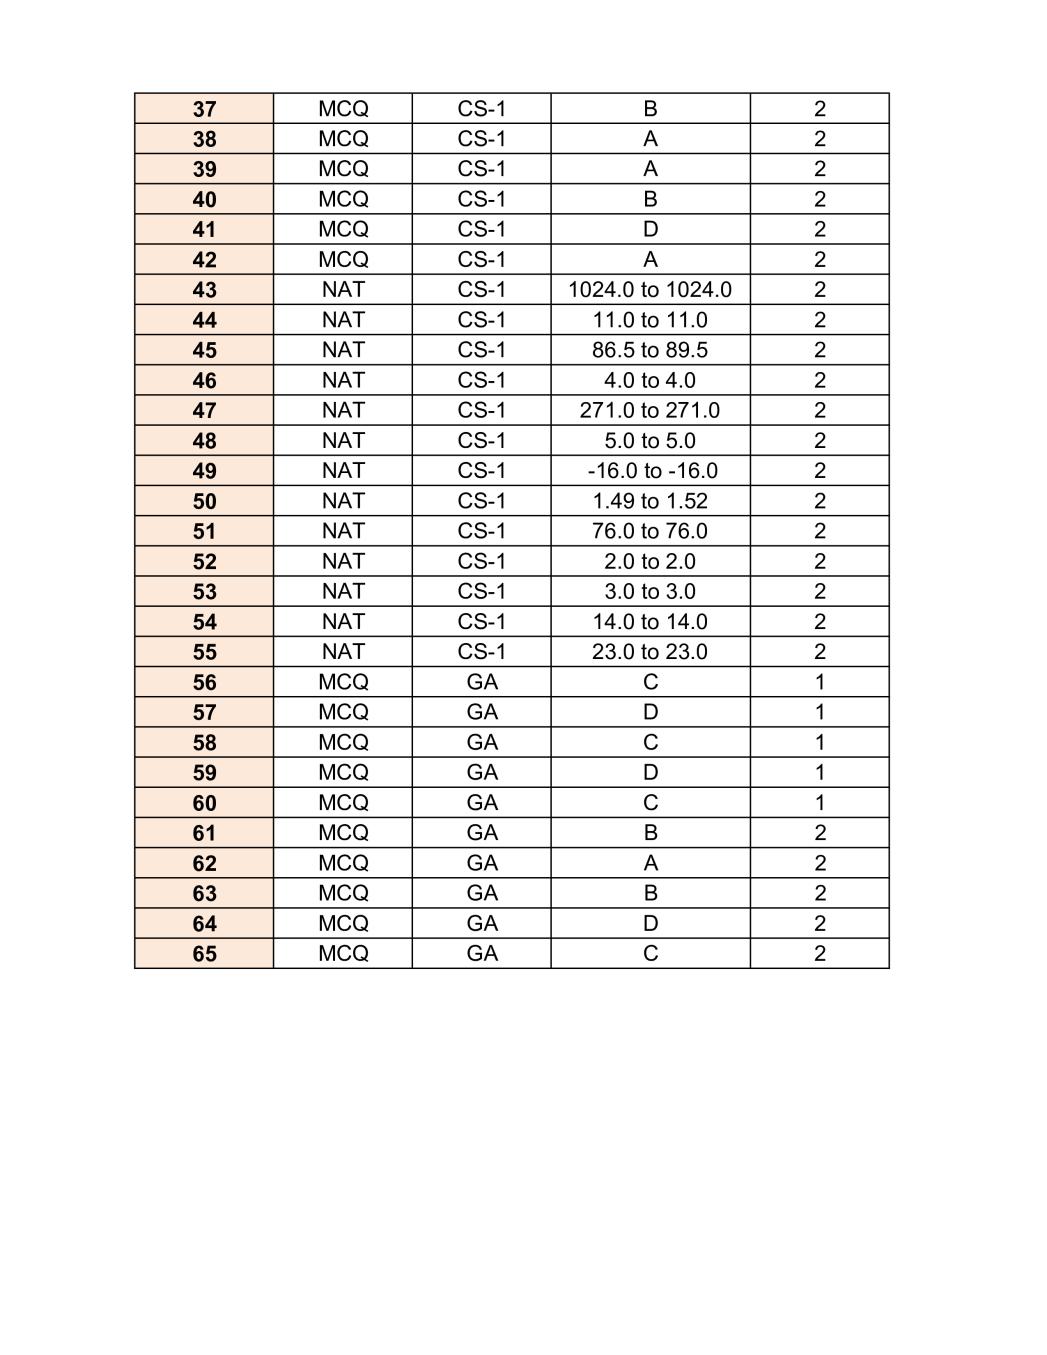 37 MCQ CS-1 B 2
38 MCQ CS-1 A 2
39 MCQ CS-1 A 2
40 MCQ CS-1 B 2
41 MCQ CS-1 D 2
42 MCQ CS-1 A 2
43 NAT CS-1 1024.0 to 1024.0 2
44 NAT CS-1 11.0 to 11.0 2
45 NAT CS-1 86.5 to 89.5 2
46 NAT CS-1 4.0 to 4.0 2
47 NAT CS-1 271.0 to 271.0 2
48 NAT CS-1 5.0 to 5.0 2
49 NAT CS-1 -16.0 to -16.0 2
50 NAT CS-1 1.49 to 1.52 2
51 NAT CS-1 76.0 to 76.0 2
52 NAT CS-1 2.0 to 2.0 2
53 NAT CS-1 3.0 to 3.0 2
54 NAT CS-1 14.0 to 14.0 2
55 NAT CS-1 23.0 to 23.0 2
56 MCQ GA C 1
57 MCQ GA D 1
58 MCQ GA C 1
59 MCQ GA D 1
60 MCQ GA C 1
61 MCQ GA B 2
62 MCQ GA A 2
63 MCQ GA B 2
64 MCQ GA D 2
65 MCQ GA C 2